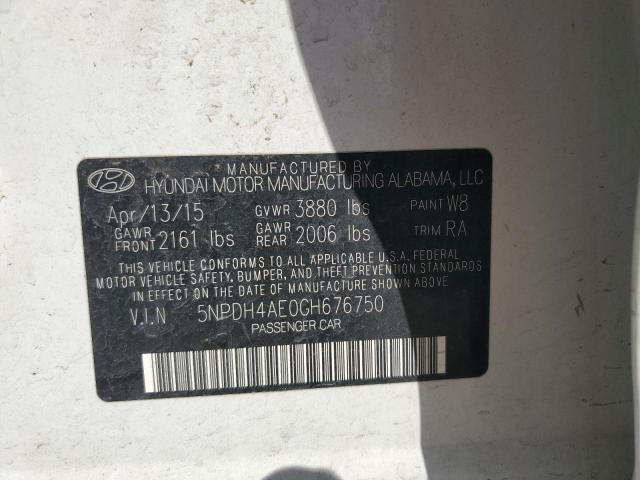 MANUFACTURED BY
HYUNDAI MOTOR MANUFACTURING ALABAMA, LLC
Apr/13/15 GVWR 3880 lbs PAINT W8
GAWR FRONT 2161 lbs GAWR REAR 2006 lbs TRIM RA
THIS VEHICLE CONFORMS TO ALL APPLICABLE U.S.A. FEDERAL
MOTOR VEHICLE SAFETY, BUMPER, AND THEFT PREVENTION STANDARDS
IN EFFECT ON THE DATE OF MANUFACTURE SHOWN ABOVE
V.I.N 5NPDH4AE0GH676750
PASSENGER CAR